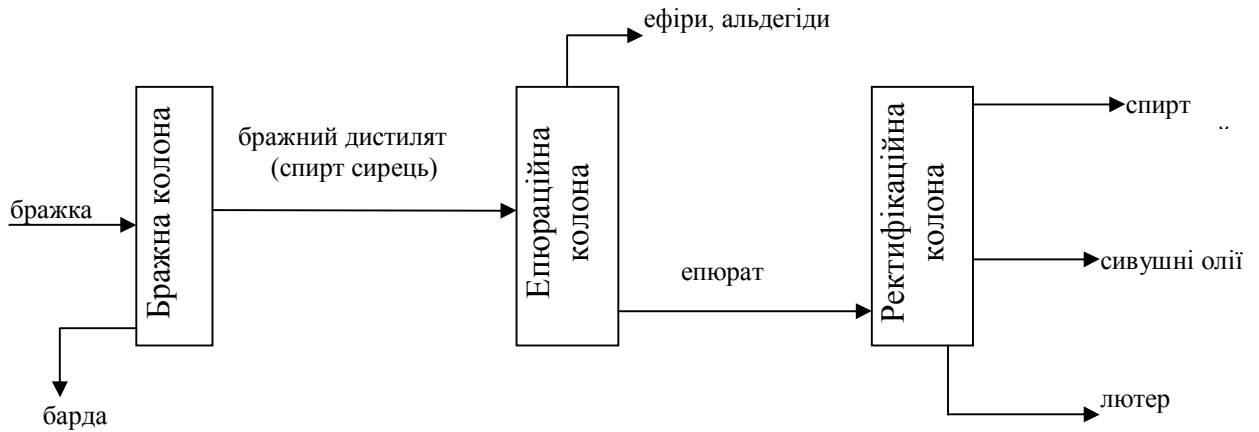 ефіри, альдегіди
бражка
Бражна колона
барда
бражний дистилят
(спирт сирець)
Епюраційна
колона
епюрат
Ректифікаційна
колона
спирт
сивушні олії
лютер